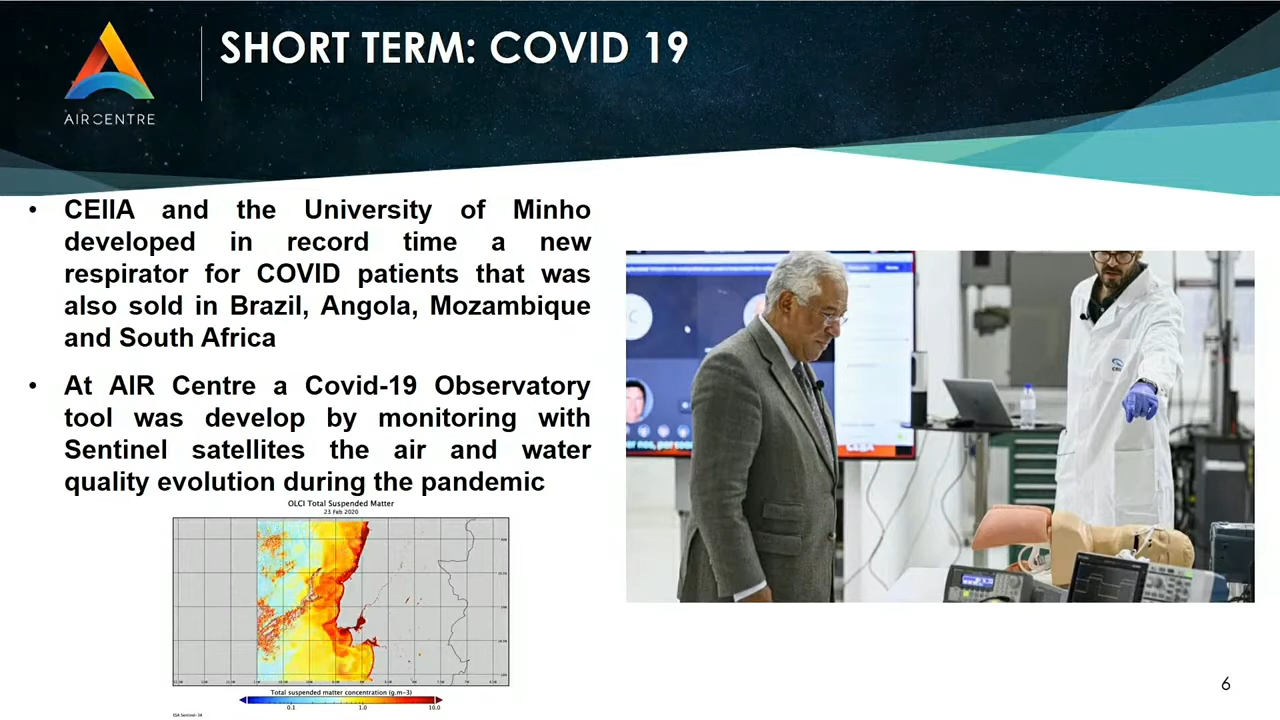 SHORT TERM: COVID 19
AIRCENTRE
• CEIIA and the University of Minho
developed in record time a new
respirator for COVID patients that was
also sold in Brazil, Angola, Mozambique
and South Africa
• At AIR Centre a Covid-19 Observatory
tool was develop by monitoring with
Sentinel satellites the air and water
quality evolution during the pandemic
OLCI Total Suspended Matter
23 Feb 2020
Total suspended matter concentration (g.m-3)
0.1 1.0 10.0
6